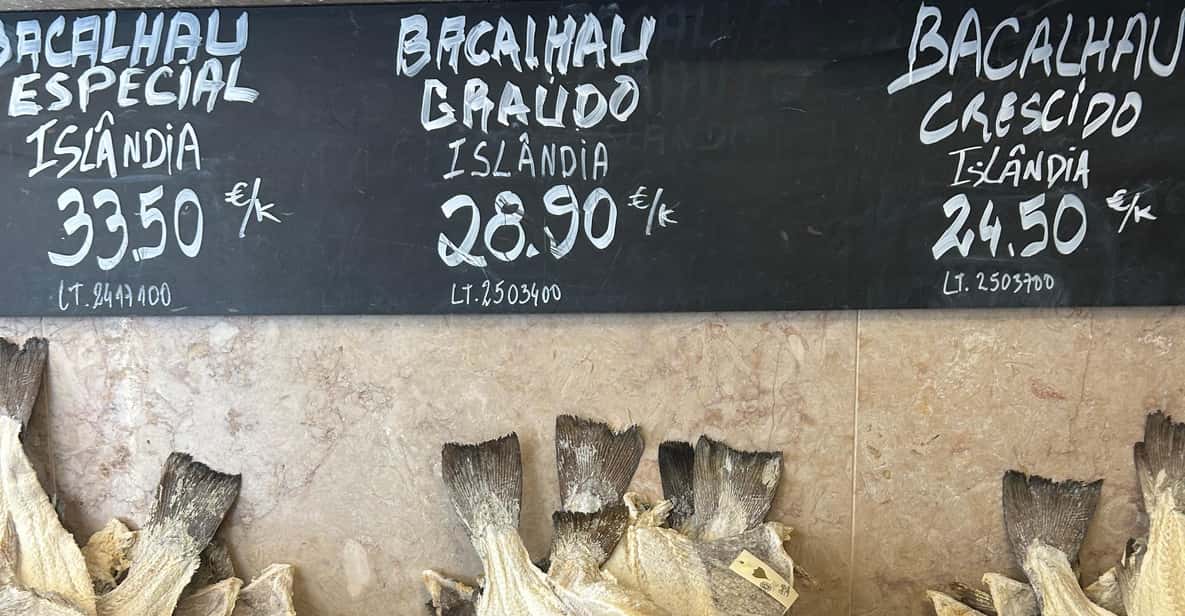 BACALHAU
ESPECIAL
ISLÂNDIA
33.50 €/K
LT.2417100
BACALHAU
GRAÚDO
ISLÂNDIA
28.90 €/K
LT.2503400
BACALHAU
CRESCIDO
ISLÂNDIA
24.50 €/K
LT.2503700